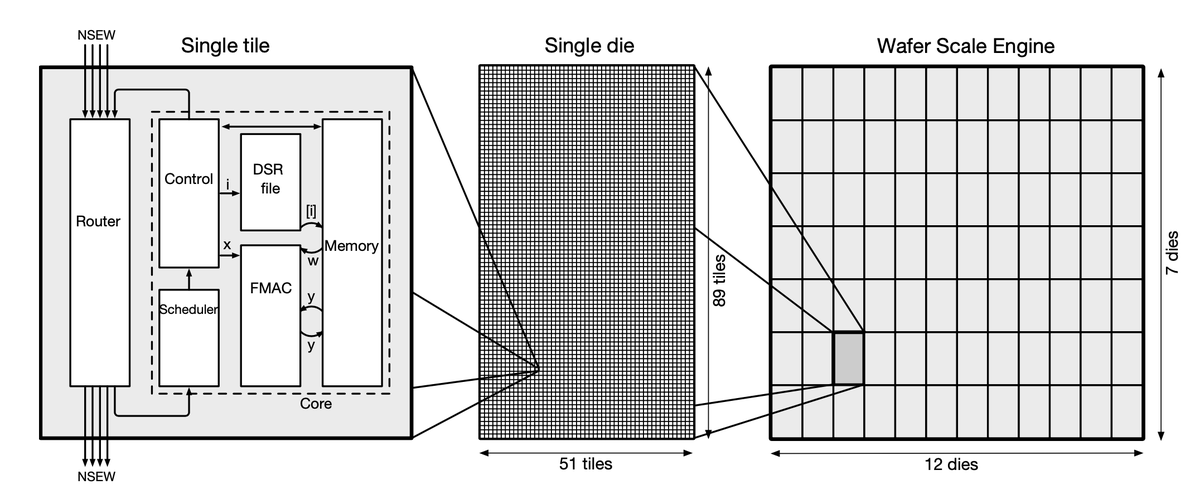 NSEW
Single tile
Single die
Wafer Scale Engine
Control
DSR
file
i
[i]
Router
x
w
Memory
FMAC
y
y
Scheduler
Core
NSEW
89 tiles
51 tiles
7 dies
12 dies